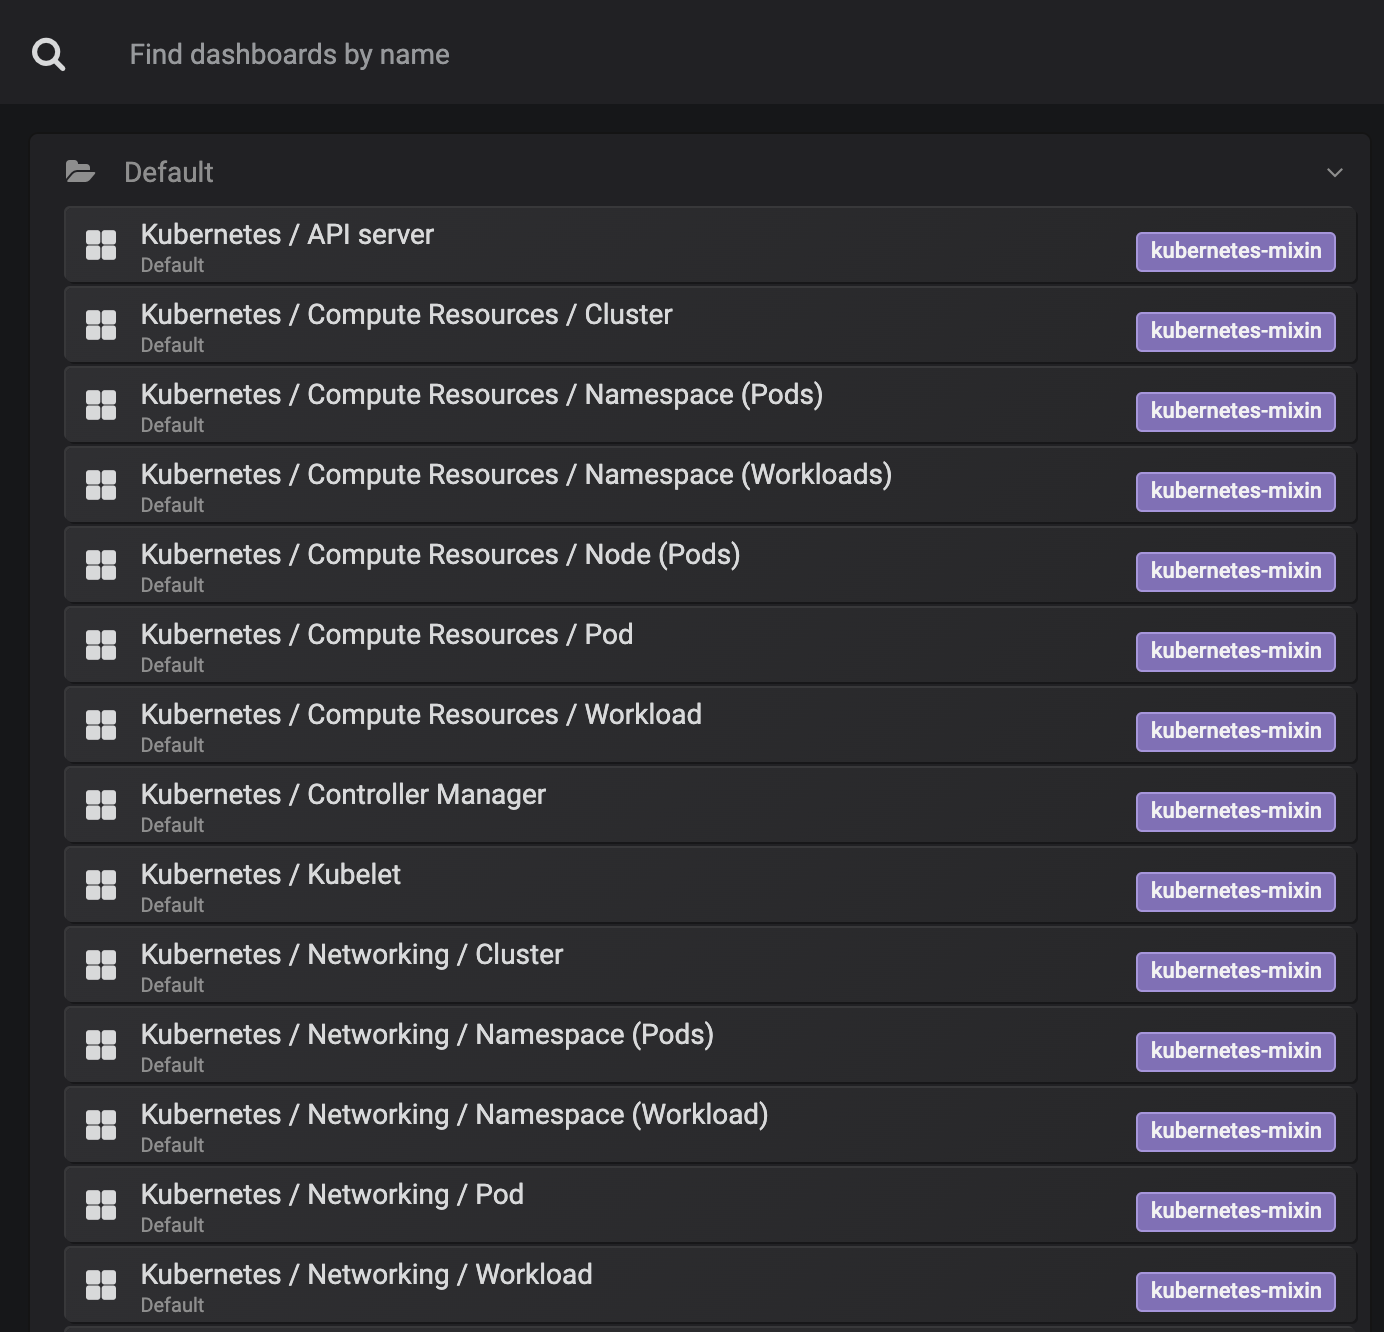 Find dashboards by name
Default
Kubernetes / API server
Default
kubernetes-mixin
Kubernetes / Compute Resources / Cluster
Default
kubernetes-mixin
Kubernetes / Compute Resources / Namespace (Pods)
Default
kubernetes-mixin
Kubernetes / Compute Resources / Namespace (Workloads)
Default
kubernetes-mixin
Kubernetes / Compute Resources / Node (Pods)
Default
kubernetes-mixin
Kubernetes / Compute Resources / Pod
Default
kubernetes-mixin
Kubernetes / Compute Resources / Workload
Default
kubernetes-mixin
Kubernetes / Controller Manager
Default
kubernetes-mixin
Kubernetes / Kubelet
Default
kubernetes-mixin
Kubernetes / Networking / Cluster
Default
kubernetes-mixin
Kubernetes / Networking / Namespace (Pods)
Default
kubernetes-mixin
Kubernetes / Networking / Namespace (Workload)
Default
kubernetes-mixin
Kubernetes / Networking / Pod
Default
kubernetes-mixin
Kubernetes / Networking / Workload
Default
kubernetes-mixin